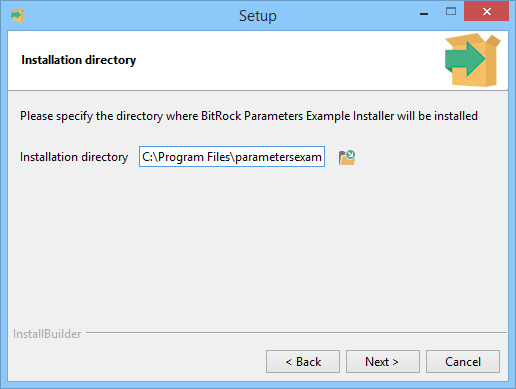 Setup
Installation directory
Please specify the directory where BitRock Parameters Example Installer will be installed
Installation directory C:\Program Files\parametersexam
InstallBuilder
< Back Next > Cancel